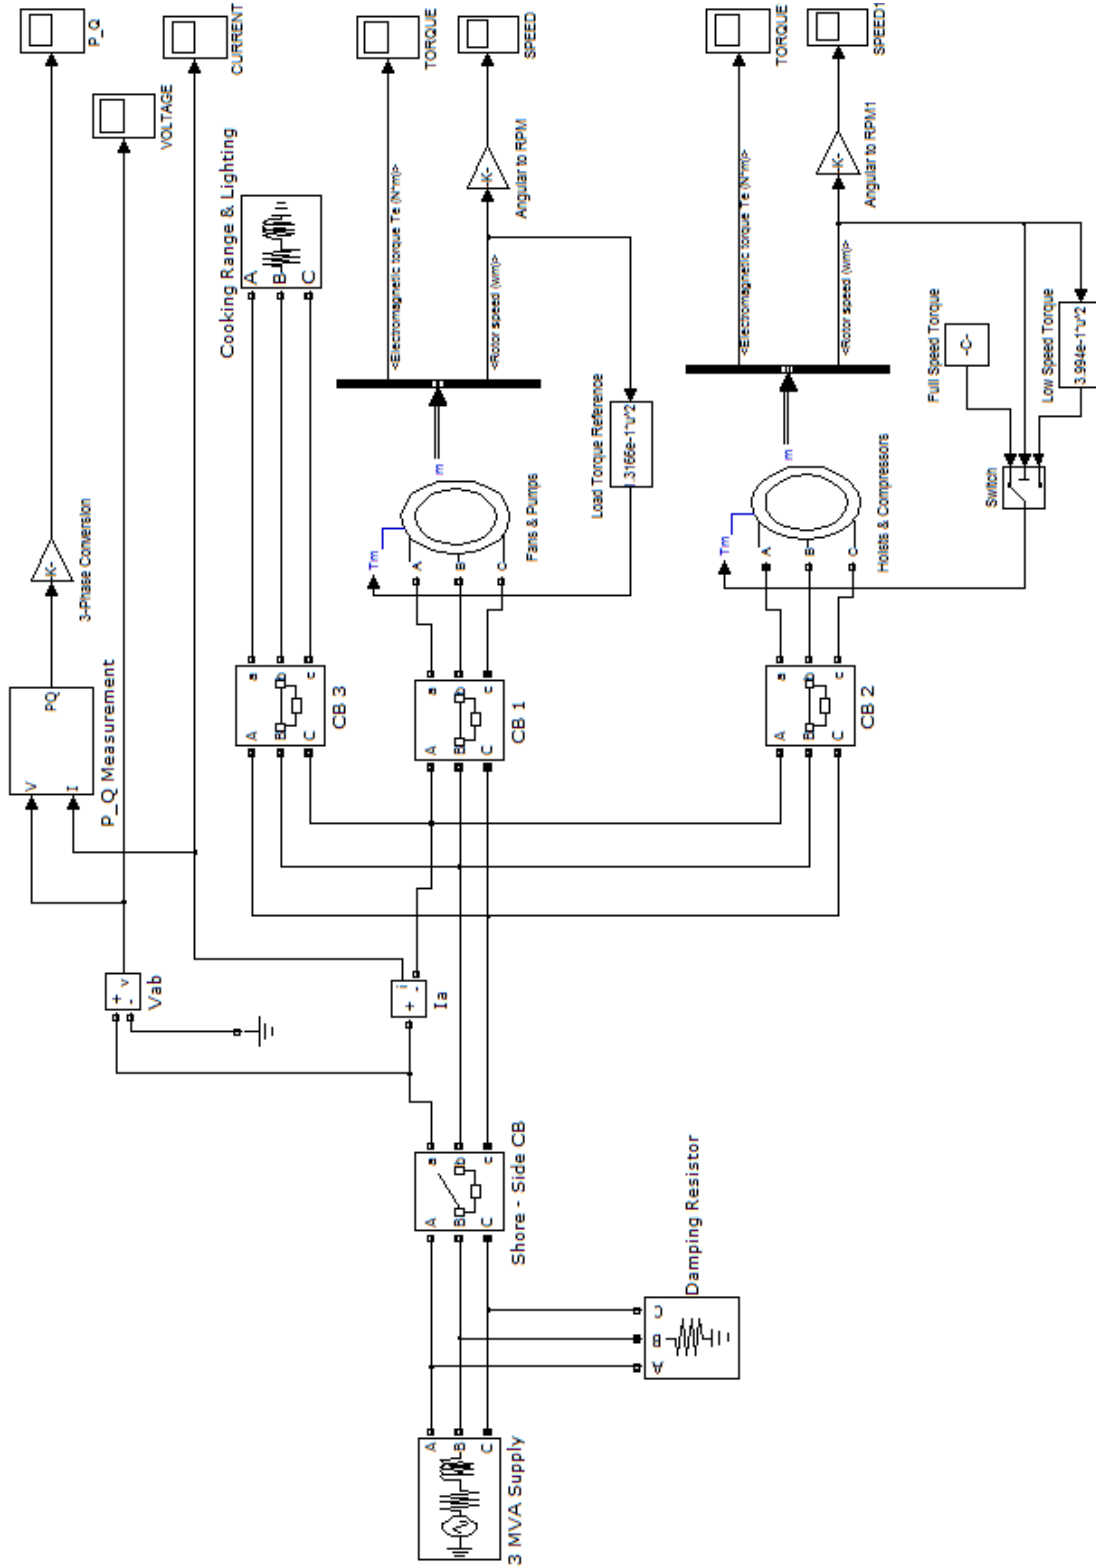 P_Q
VOLTAGE
CURRENT
TORQUE
SPEED
TORQUE
SPEED1
K-
3-Phase Conversion
V
I
PQ
P_Q Measurement
Cooking Range & Lighting
A
B
C
<Electromagnetic torque Te (N*m)>
K-
Angular to RPM
<Rotor speed (wm)>
<Electromagnetic torque Te (N*m)>
K-
Angular to RPM1
<Rotor speed (wm)>
Load Torque Reference
.3166e-1*u^2
Full Speed Torque
-C-
Low Speed Torque
3.994e-1*u^2
Switch
Tm
m
A
B
C
Fans & Pumps
Tm
m
A
B
C
Hoists & Compressors
A
B
C
a
b
c
CB 3
A
B
C
a
b
c
CB 1
A
B
C
a
b
c
CB 2
+
-
v
Vab
+
-
i
Ia
A
B
C
a
b
c
Shore - Side CB
A
B
C
Damping Resistor
A
B
C
3 MVA Supply